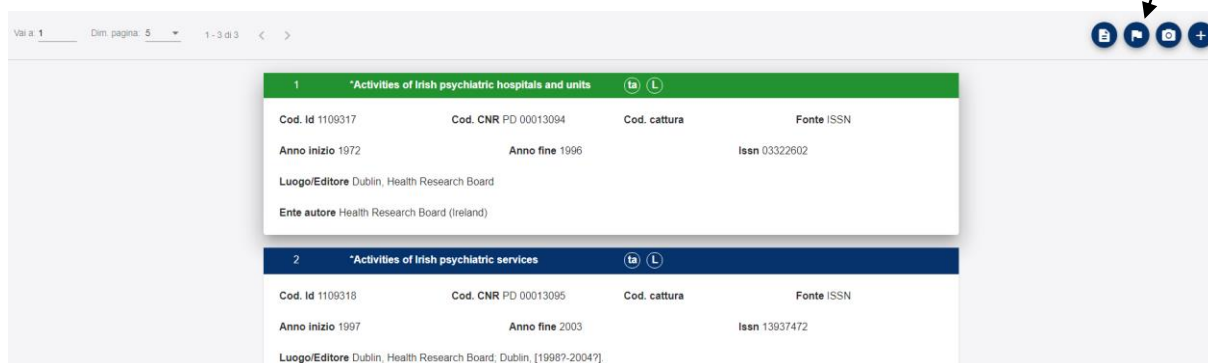 Vai a: 1 Dim. pagina: 5 1 - 3 di 3
1 *Activities of Irish psychiatric hospitals and units ta L
Cod. Id 1109317 Cod. CNR PD 00013094 Cod. cattura Fonte ISSN
Anno inizio 1972 Anno fine 1996 Issn 03322602
Luogo/Editore Dublin, Health Research Board
Ente autore Health Research Board (Ireland)
2 *Activities of Irish psychiatric services ta L
Cod. Id 1109318 Cod. CNR PD 00013095 Cod. cattura Fonte ISSN
Anno inizio 1997 Anno fine 2003 Issn 13937472
Luogo/Editore Dublin, Health Research Board; Dublin, [1998?-2004?].